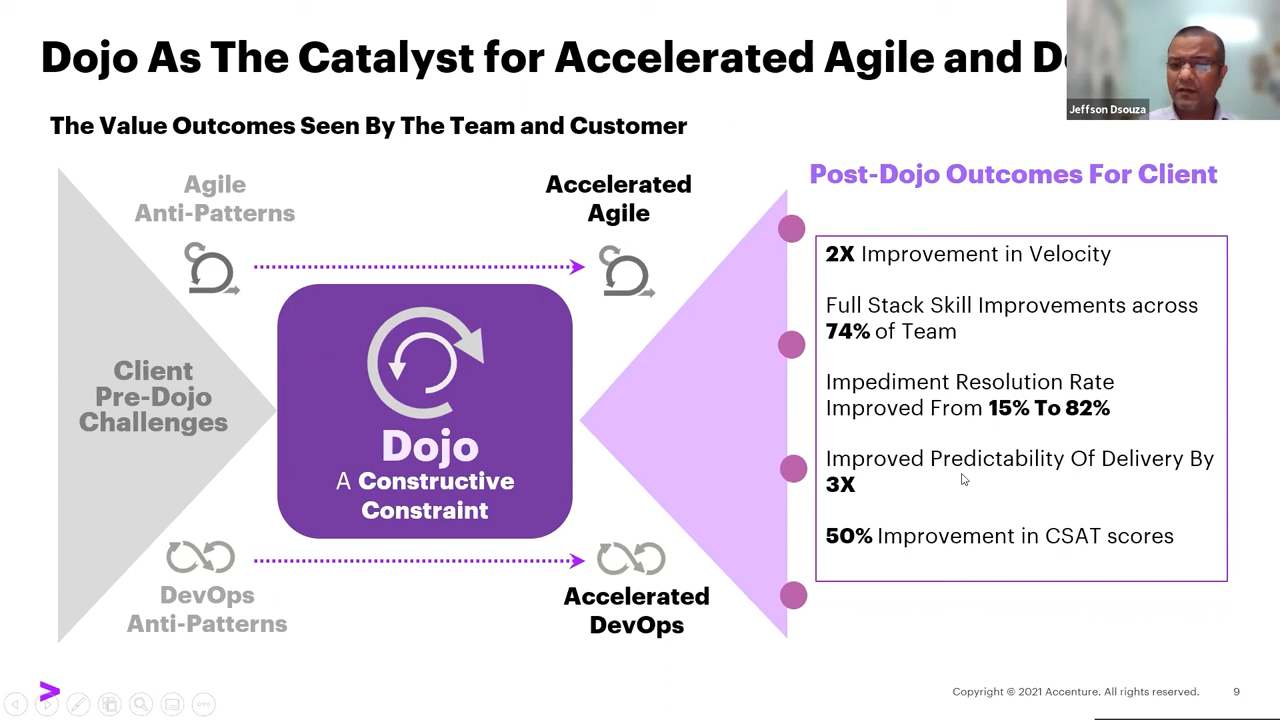 Dojo As The Catalyst for Accelerated Agile and
Jeffson Dsouza
The Value Outcomes Seen By The Team and Customer
Agile
Anti-Patterns
Accelerated
Agile
Post-Dojo Outcomes For Client
2X Improvement in Velocity
Full Stack Skill Improvements across
74% of Team
Impediment Resolution Rate
Improved From 15% To 82%
Improved Predictability Of Delivery By
3X
50% Improvement in CSAT scores
Client
Pre-Dojo
Challenges
Dojo
A Constructive
Constraint
DevOps
Anti-Patterns
Accelerated
DevOps
Copyright © 2021 Accenture. All rights reserved.
9